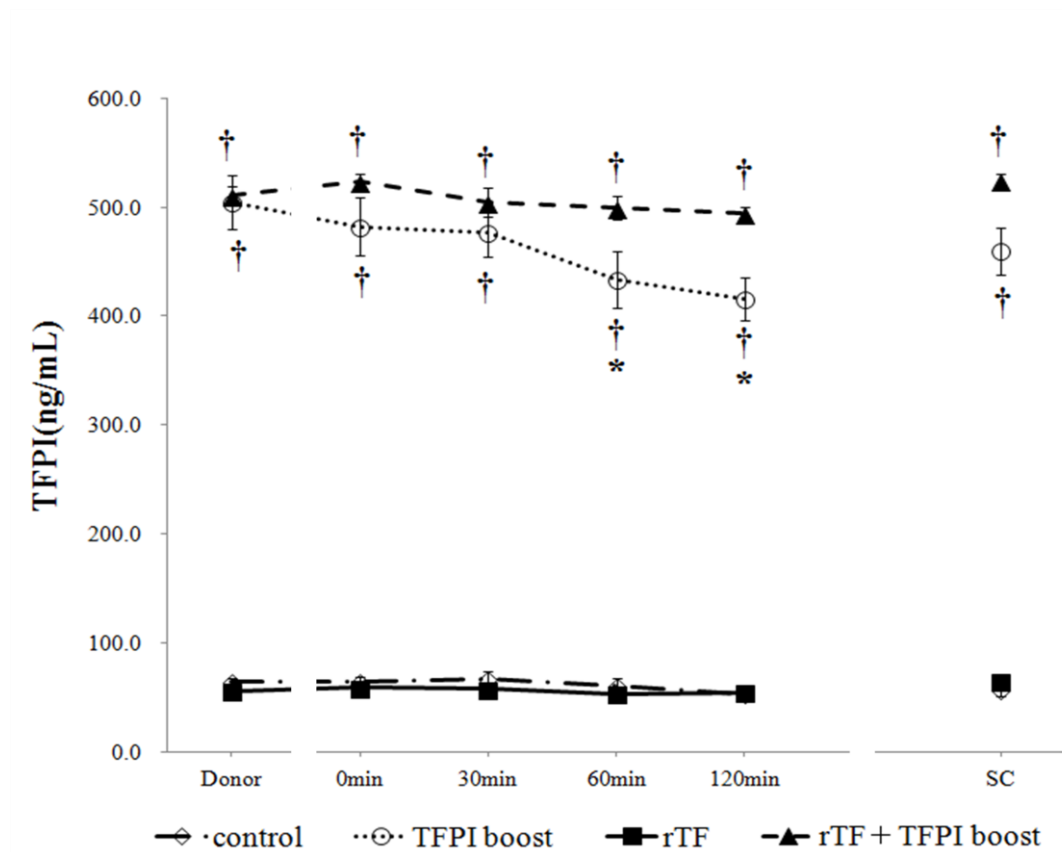 600.0
† † † † † †
500.0
† † † †
400.0
† †
* *
300.0
200.0
100.0
0.0
TFPI(ng/mL)
Donor 0min 30min 60min 120min SC
control TFPI boost rTF rTF + TFPI boost